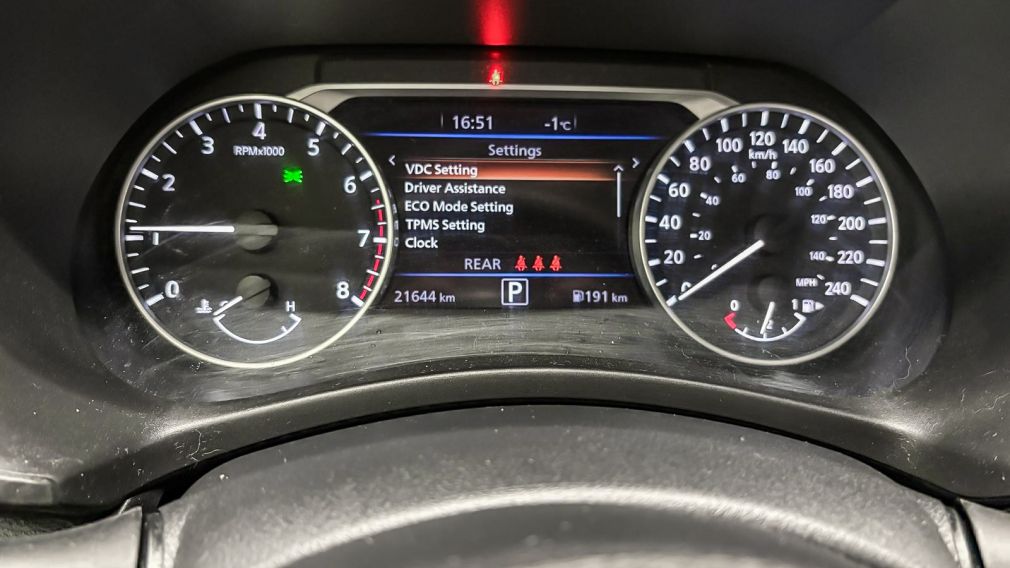 16:51 -1°C
Settings
VDC Setting
Driver Assistance
ECO Mode Setting
TPMS Setting
Clock
REAR
21644 km P 191 km
0 1 2 3 4 5 6 7 8
RPMx1000
H
0 20 40 60 80 100 120 140 160 180 200 220 240
km/h
20 40 60 80 100 120 140
MPH
0 1